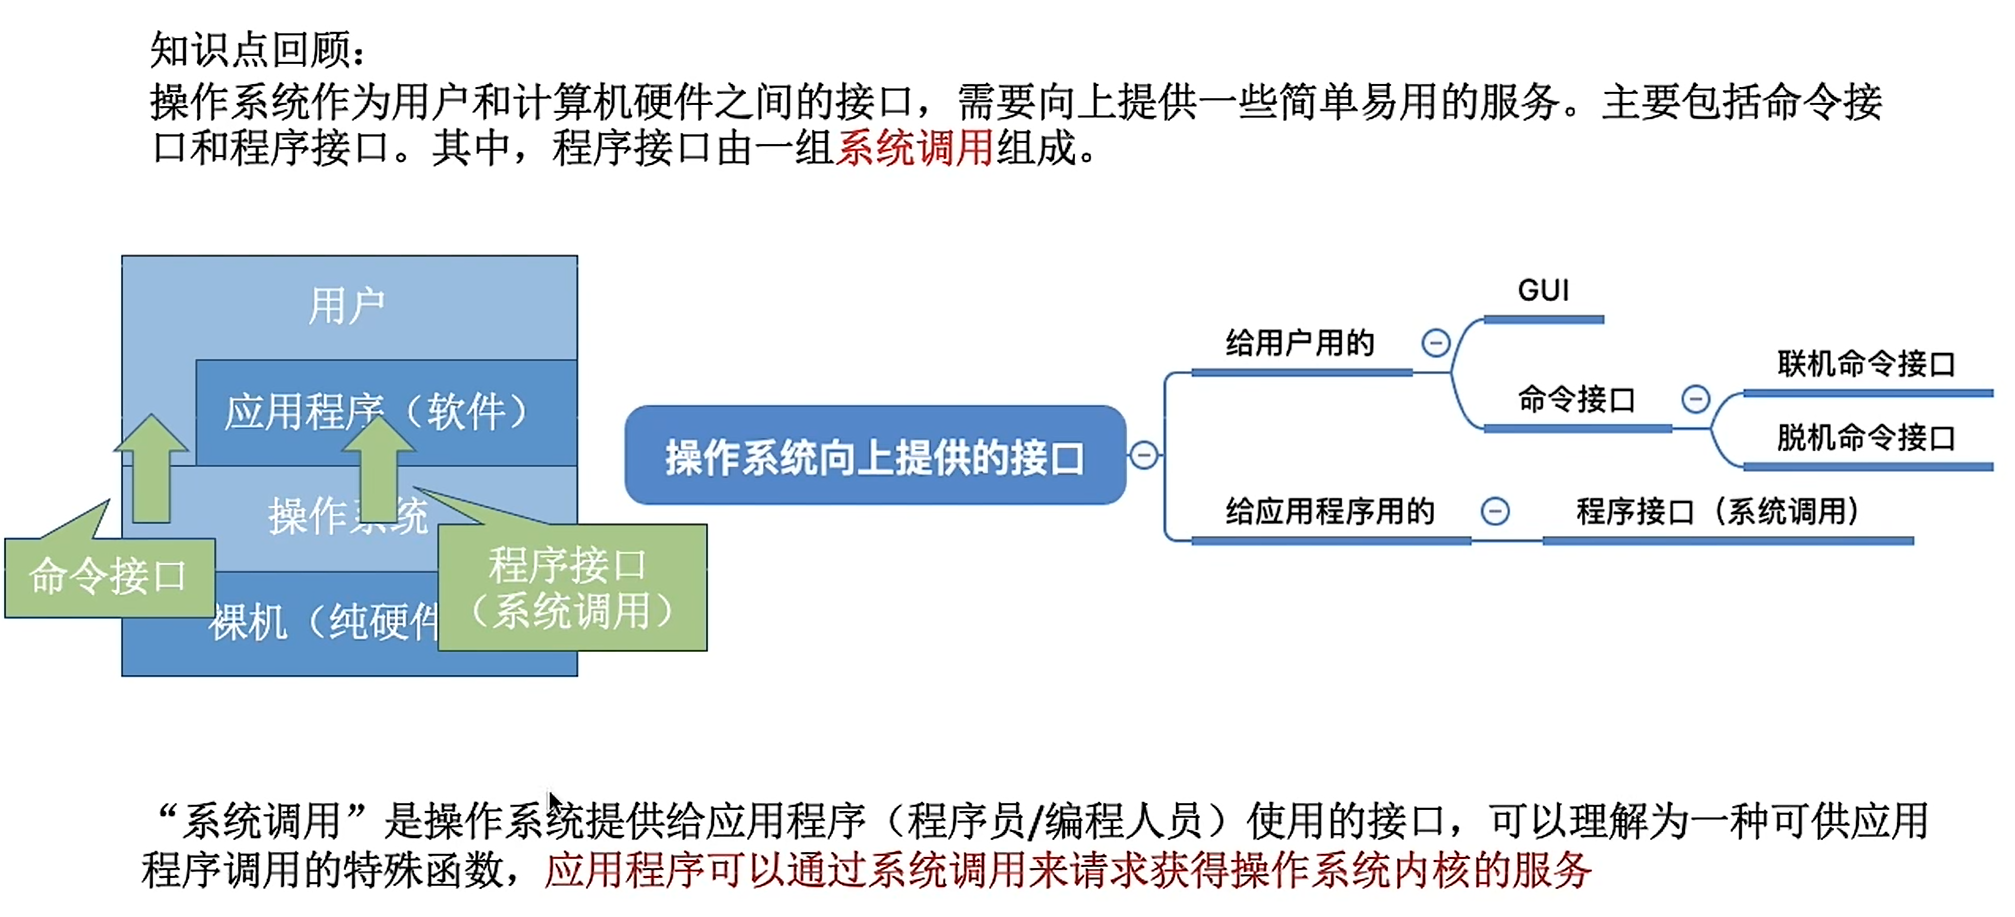 知识点回顾：
操作系统作为用户和计算机硬件之间的接口，需要向上提供一些简单易用的服务。主要包括命令接
口和程序接口。其中，程序接口由一组系统调用组成。
用户
应用程序（软件）
操作系统
命令接口
程序接口
（系统调用）
裸机（纯硬件
操作系统向上提供的接口
给用户用的
GUI
命令接口
联机命令接口
脱机命令接口
给应用程序用的
程序接口（系统调用）
“系统调用”是操作系统提供给应用程序（程序员/编程人员）使用的接口，可以理解为一种可供应用
程序调用的特殊函数，应用程序可以通过系统调用来请求获得操作系统内核的服务